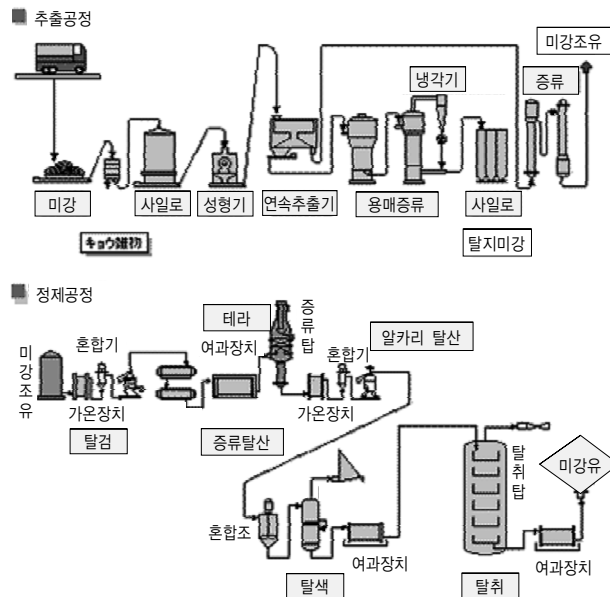 추출공정
미강조유
냉각기
증류
미강
사일로
성형기
연속추출기
용매증류
사일로
탈지미강
キョウ雑物
정제공정
테라
증류탑
여과장치
혼합기
알카리 탈산
혼합기
미강조유
가온장치
가온장치
탈검
증류탈산
탈취탑
미강유
혼합조
여과장치
여과장치
탈색
탈취